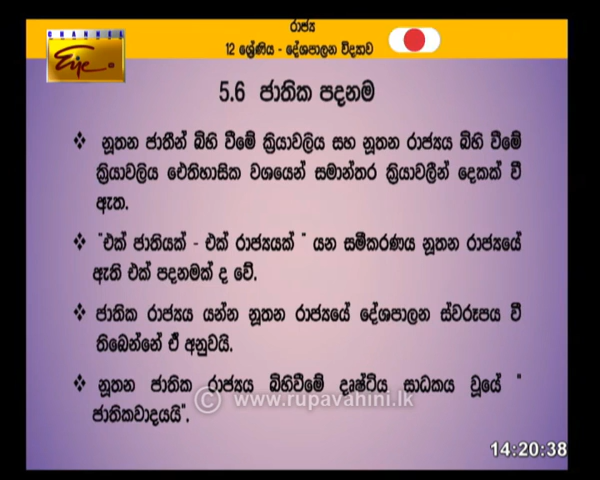 රාජ්‍ය
12 ශ්‍රේණිය - දේශපාලන විද්‍යාව
CHANNEL
Eye
5.6 ජාතික පදනම
❖ නූතන ජාතීන් බිහි වීමේ ක්‍රියාවලිය සහ නූතන රාජ්‍යය බිහි වීමේ
ක්‍රියාවලිය ඓතිහාසික වශයෙන් සමාන්තර ක්‍රියාවලීන් දෙකක් වී
ඇත.
❖ "එක් ජාතියක් - එක් රාජ්‍යයක් " යන සමීකරණය නූතන රාජ්‍යයේ
ඇති එක් පදනමක් ද වේ.
❖ ජාතික රාජ්‍යය යන්න නූතන රාජ්‍යයේ දේශපාලන ස්වරූපය වී
තිබෙන්නේ ඒ අනුවයි.
❖ නූතන ජාතික රාජ්‍යය බිහිවීමේ දෘෂ්ටිය සාධකය වූයේ "
ජාතිකවාදයයි".
© www.rupavahini.lk
14:20:38